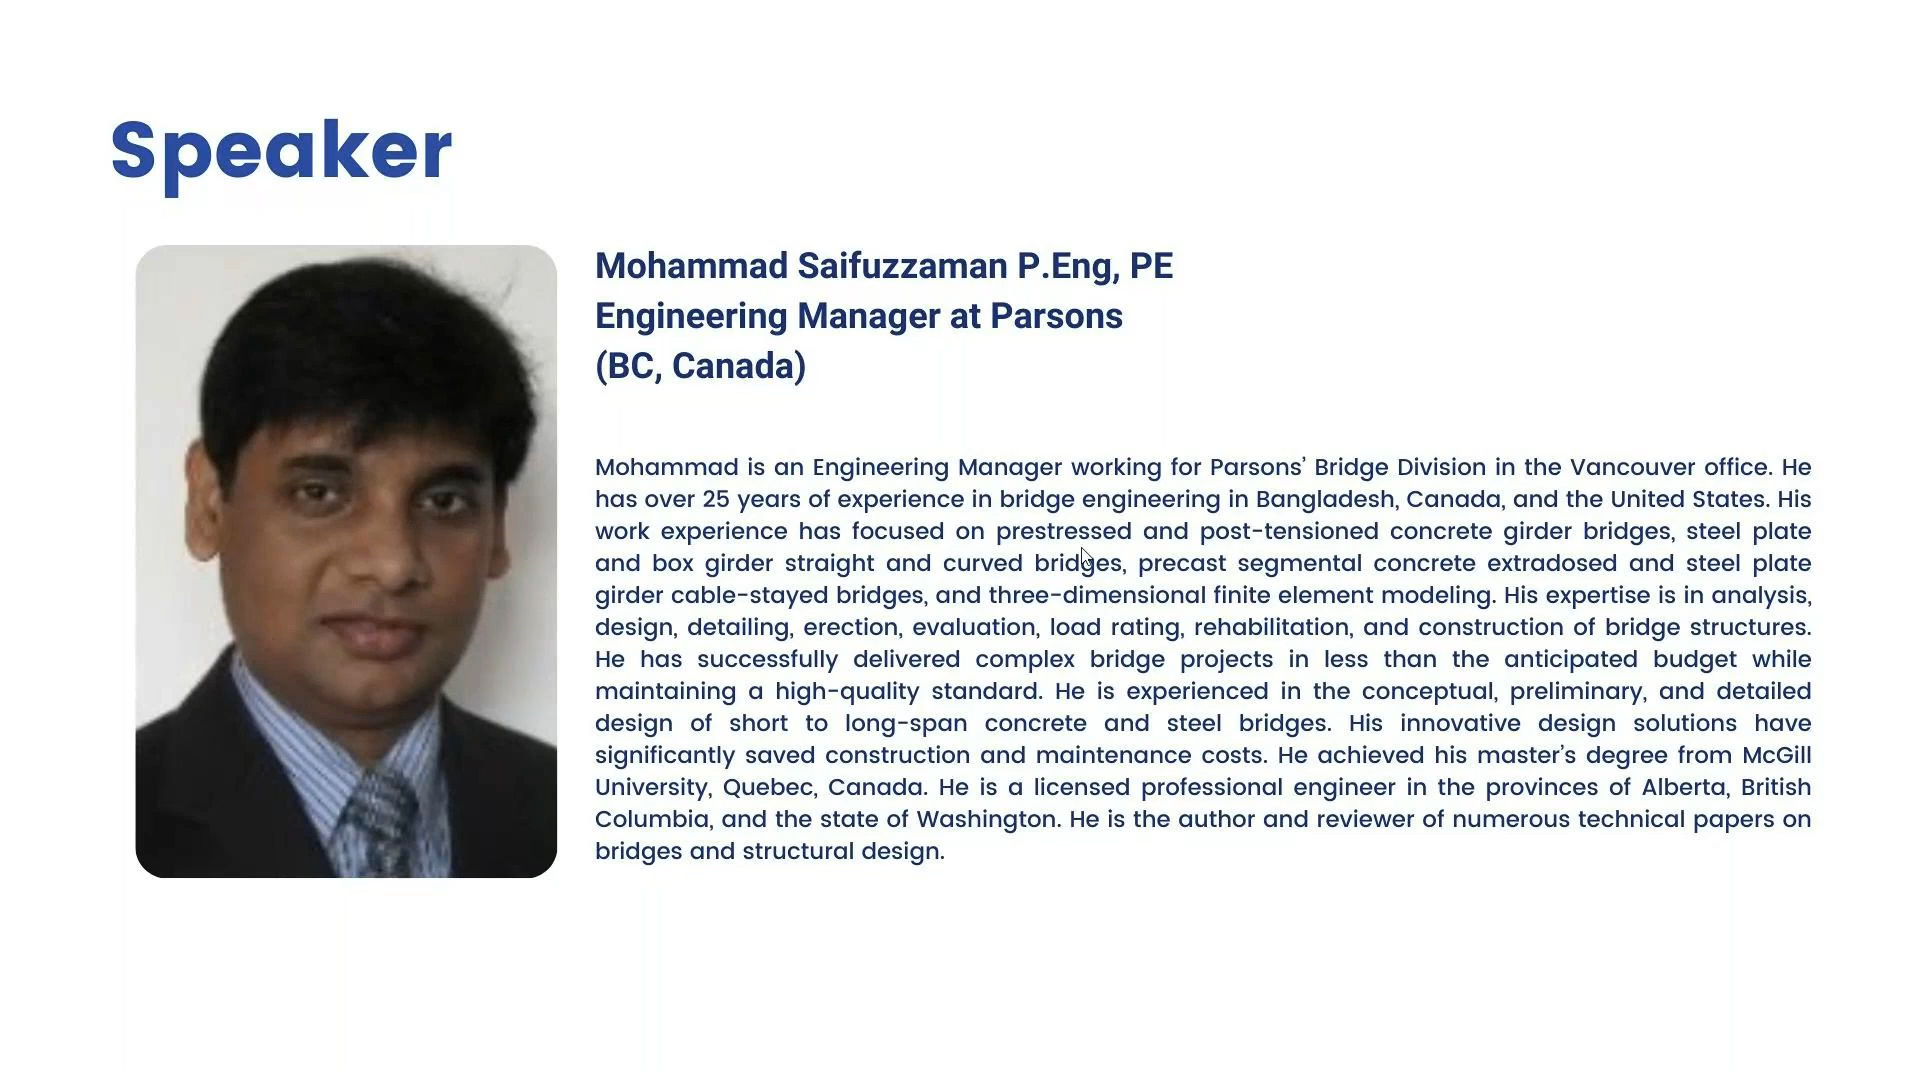 Speaker
Mohammad Saifuzzaman P.Eng, PE
Engineering Manager at Parsons
(BC, Canada)
Mohammad is an Engineering Manager working for Parsons’ Bridge Division in the Vancouver office. He
has over 25 years of experience in bridge engineering in Bangladesh, Canada, and the United States. His
work experience has focused on prestressed and post-tensioned concrete girder bridges, steel plate
and box girder straight and curved bridges, precast segmental concrete extradosed and steel plate
girder cable-stayed bridges, and three-dimensional finite element modeling. His expertise is in analysis,
design, detailing, erection, evaluation, load rating, rehabilitation, and construction of bridge structures.
He has successfully delivered complex bridge projects in less than the anticipated budget while
maintaining a high-quality standard. He is experienced in the conceptual, preliminary, and detailed
design of short to long-span concrete and steel bridges. His innovative design solutions have
significantly saved construction and maintenance costs. He achieved his master’s degree from McGill
University, Quebec, Canada. He is a licensed professional engineer in the provinces of Alberta, British
Columbia, and the state of Washington. He is the author and reviewer of numerous technical papers on
bridges and structural design.